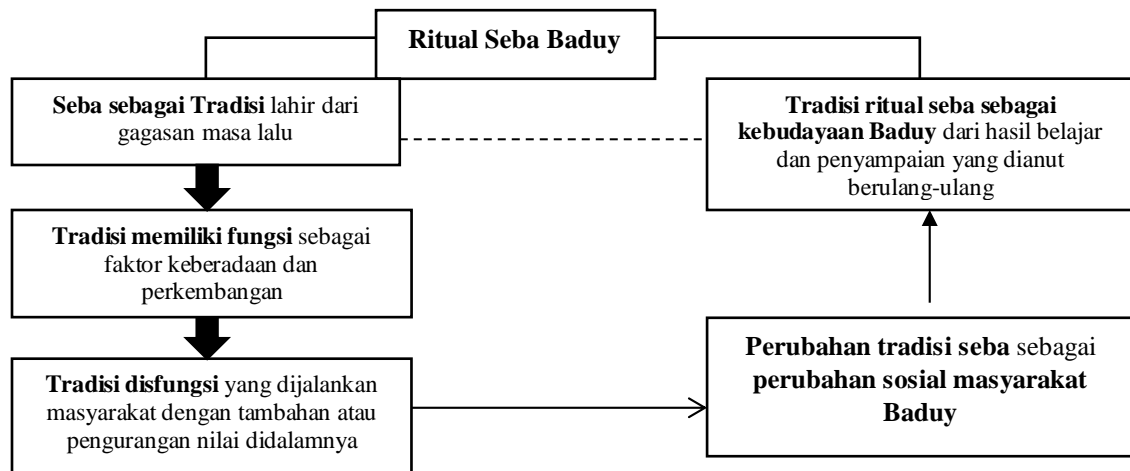 Ritual Seba Baduy
Seba sebagai Tradisi lahir dari
gagasan masa lalu
Tradisi memiliki fungsi sebagai
faktor keberadaan dan
perkembangan
Tradisi disfungsi yang dijalankan
masyarakat dengan tambahan atau
pengurangan nilai didalamnya
Perubahan tradisi seba sebagai
perubahan sosial masyarakat
Baduy
Tradisi ritual seba sebagai
kebudayaan Baduy dari hasil belajar
dan penyampaian yang dianut
berulang-ulang